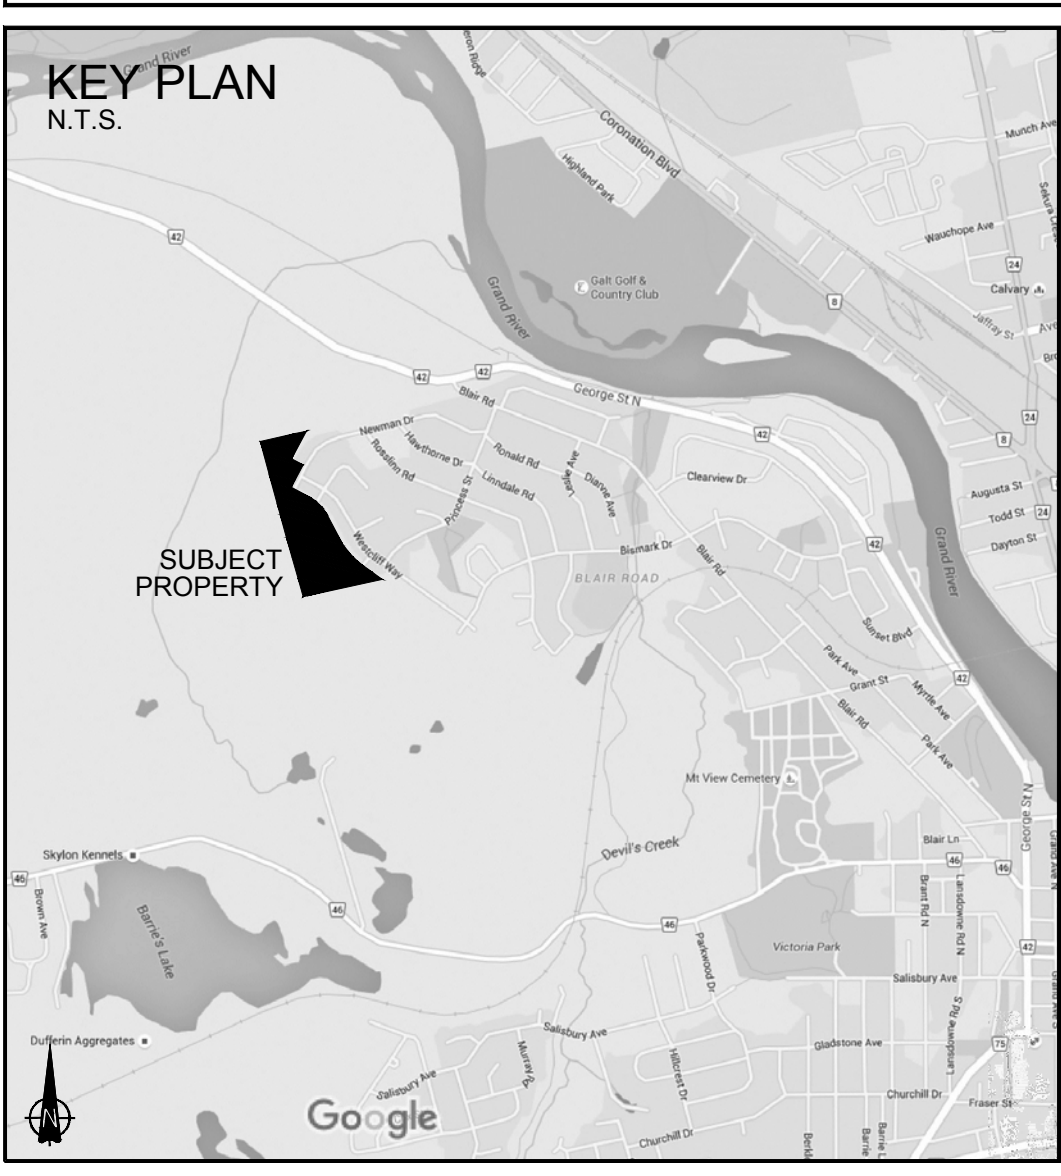 Grand River
KEY PLAN
N.T.S.
Coronation Blvd
Highland Park
Munch Ave
Wauchope Ave
42
24
Calvary
Galt Golf &
Country Club
Grand River
8
Jaffray St
42
42
George St N
Blair Rd
24
Newman Dr
42
8
Hawthorne Dr
Rosslinn Rd
Ronald Rd
Leslie Ave
Clearview Dr
Linndale Rd
Dianne Ave
Princess St
Augusta St
Todd St
24
Dayton St
42
SUBJECT
PROPERTY
Westcliff Way
Bismark Dr
Blair Rd
BLAIR ROAD
Grand River
Sunset Blvd
Park Ave
Grant St
42
Myrtle Ave
Blair Rd
Park Ave
Mt View Cemetery
George St N
Devil's Creek
Blair Ln
Skylon Kennels
46
46
46
Brown Ave
Brant Rd N
Lansdowne Rd N
46
46
Barrie's Lake
Parkwood Dr
Victoria Park
42
Salisbury Ave
Lansdowne Rd S
Salisbury Ave
Dufferin Aggregates
Gladstone Ave
75
Murray Pl
Hillcrest Dr
Salisbury Ave
Churchill Dr
Fraser St
N
Google
Churchill Dr